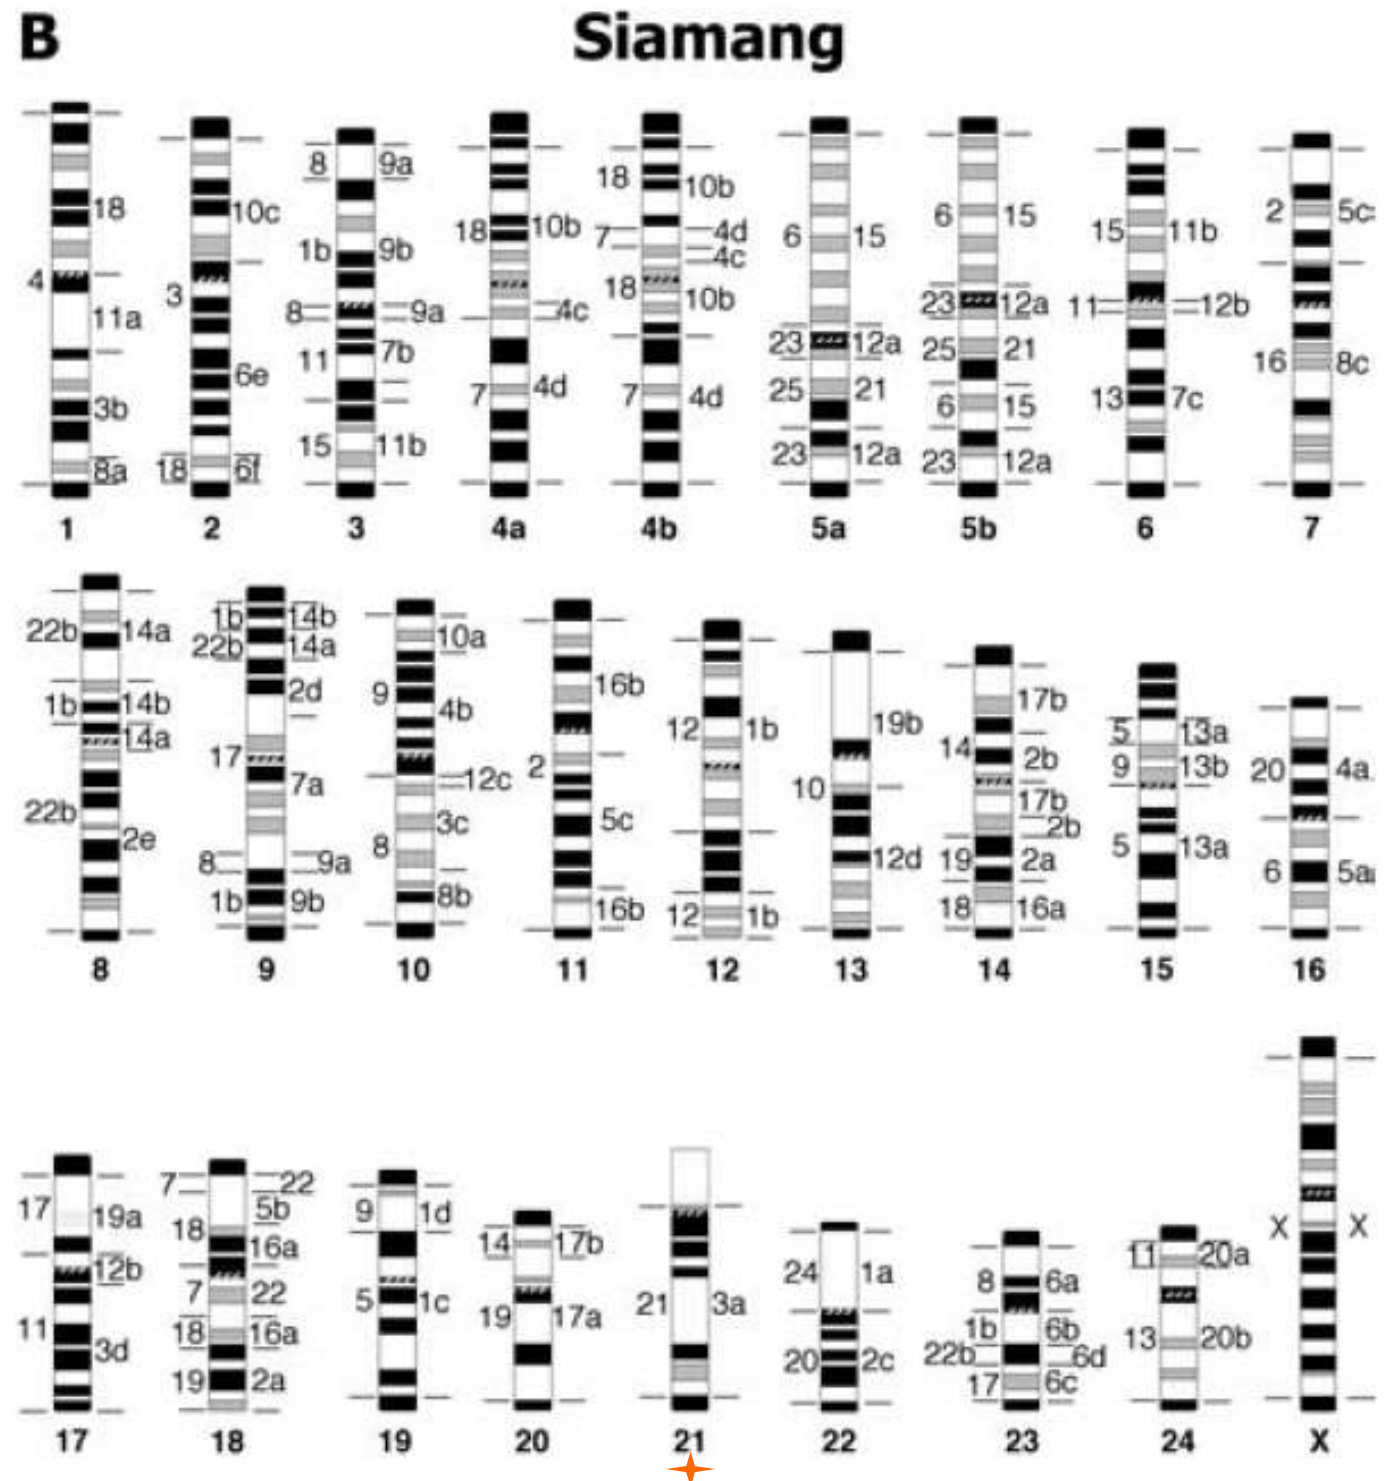 B Siamang
18
4
11a
3b
8a
1
10c
3
6e
18 6f
2
8 9a
1b 9b
8 9a
11 7b
15 11b
3
18 10b
4c
7 4d
4a
18 10b
7 4d
4c
18 10b
7 4d
4b
6 15
23 12a
25 21
23 12a
5a
6 15
23 12a
25 21
6 15
23 12a
5b
15 11b
11 12b
13 7c
6
2 5c
16 8c
7
22b 14a
1b 14b
14a
22b 2e
8
1b 14b
22b 14a
2d
17
7a
8 9a
1b 9b
9
10a
9 4b
12c
3c
8
8b
10
16b
2
5c
16b
11
12 1b
12 1b
12
19b
10
12d
13
17b
14 2b
17b
2b
19 2a
18 16a
14
5 13a
9 13b
5 13a
15
20 4a
6 5a
16
17 19a
12b
11
3d
17
7 22
5b
18
16a
7 22
18 16a
19 2a
18
9 1d
5 1c
19
14 17b
19 17a
20
21 3a
21
24 1a
20 2c
22
8 6a
1b 6b
22b 6d
17 6c
23
11 20a
13 20b
24
X X
X